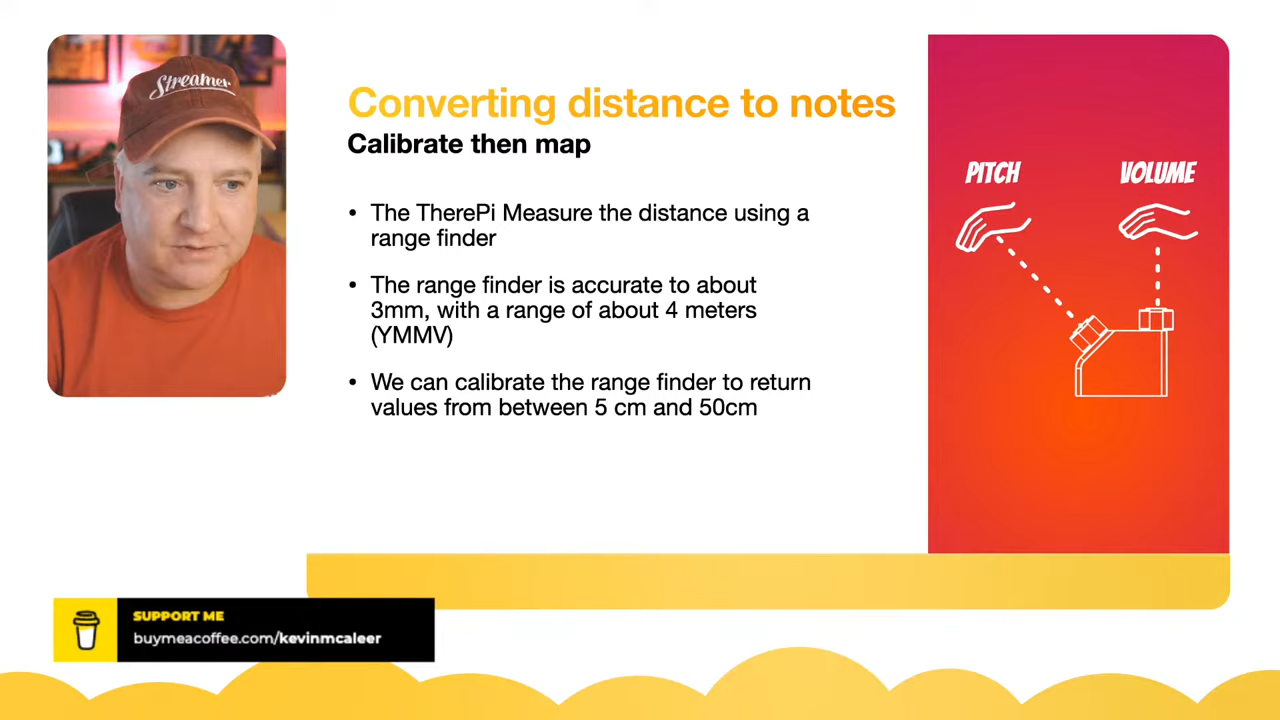 Streamer
Converting distance to notes
Calibrate then map
• The TherePi Measure the distance using a
range finder
• The range finder is accurate to about
3mm, with a range of about 4 meters
(YMMV)
• We can calibrate the range finder to return
values from between 5 cm and 50cm
PITCH
VOLUME
SUPPORT ME
buymeacoffee.com/kevinmcaleer